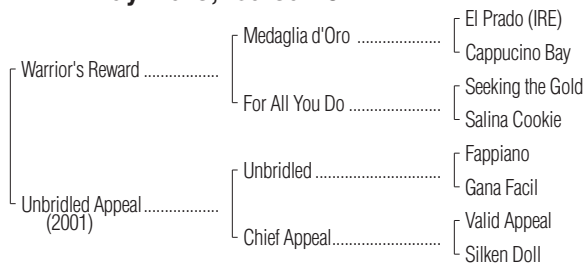 El Prado (IRE)
Medaglia d'Oro ....................
Cappucino Bay
Warrior's Reward ..................
Seeking the Gold
For All You Do ......................
Salina Cookie
Fappiano
Unbridled .............................
Gana Facil
Unbridled Appeal ..................
(2001)
Valid Appeal
Chief Appeal.........................
Silken Doll